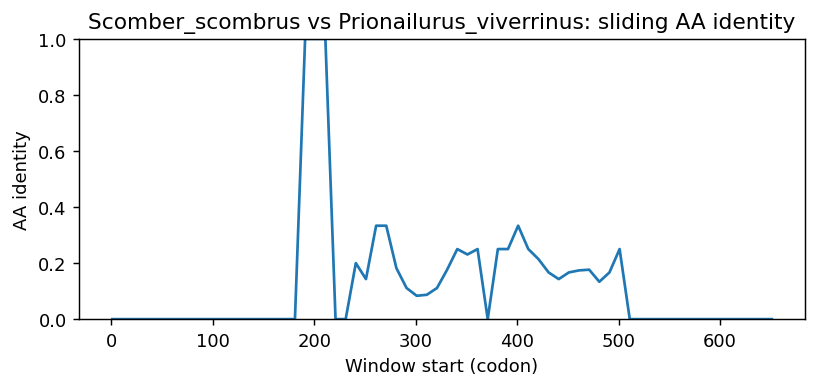 Scomber_scombrus vs Prionailurus_viverrinus: sliding AA identity
1.0
0.8
0.6
0.4
0.2
0.0
AA identity
0 100 200 300 400 500 600
Window start (codon)